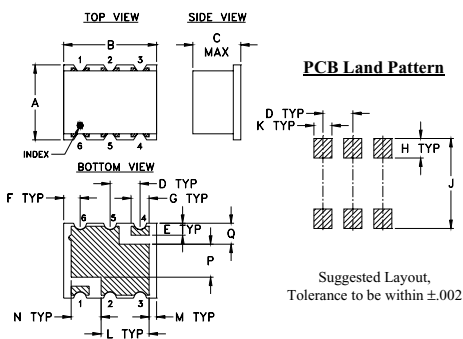 TOP VIEW
SIDE VIEW
B
C
MAX
1 2 3
A
6 5 4
INDEX
BOTTOM VIEW
D TYP
F TYP
G TYP
6 5 4
E TYP
Q
P
1 2 3
N TYP
M TYP
L TYP
PCB Land Pattern
D TYP
K TYP
H TYP
J
Suggested Layout,
Tolerance to be within ±.002